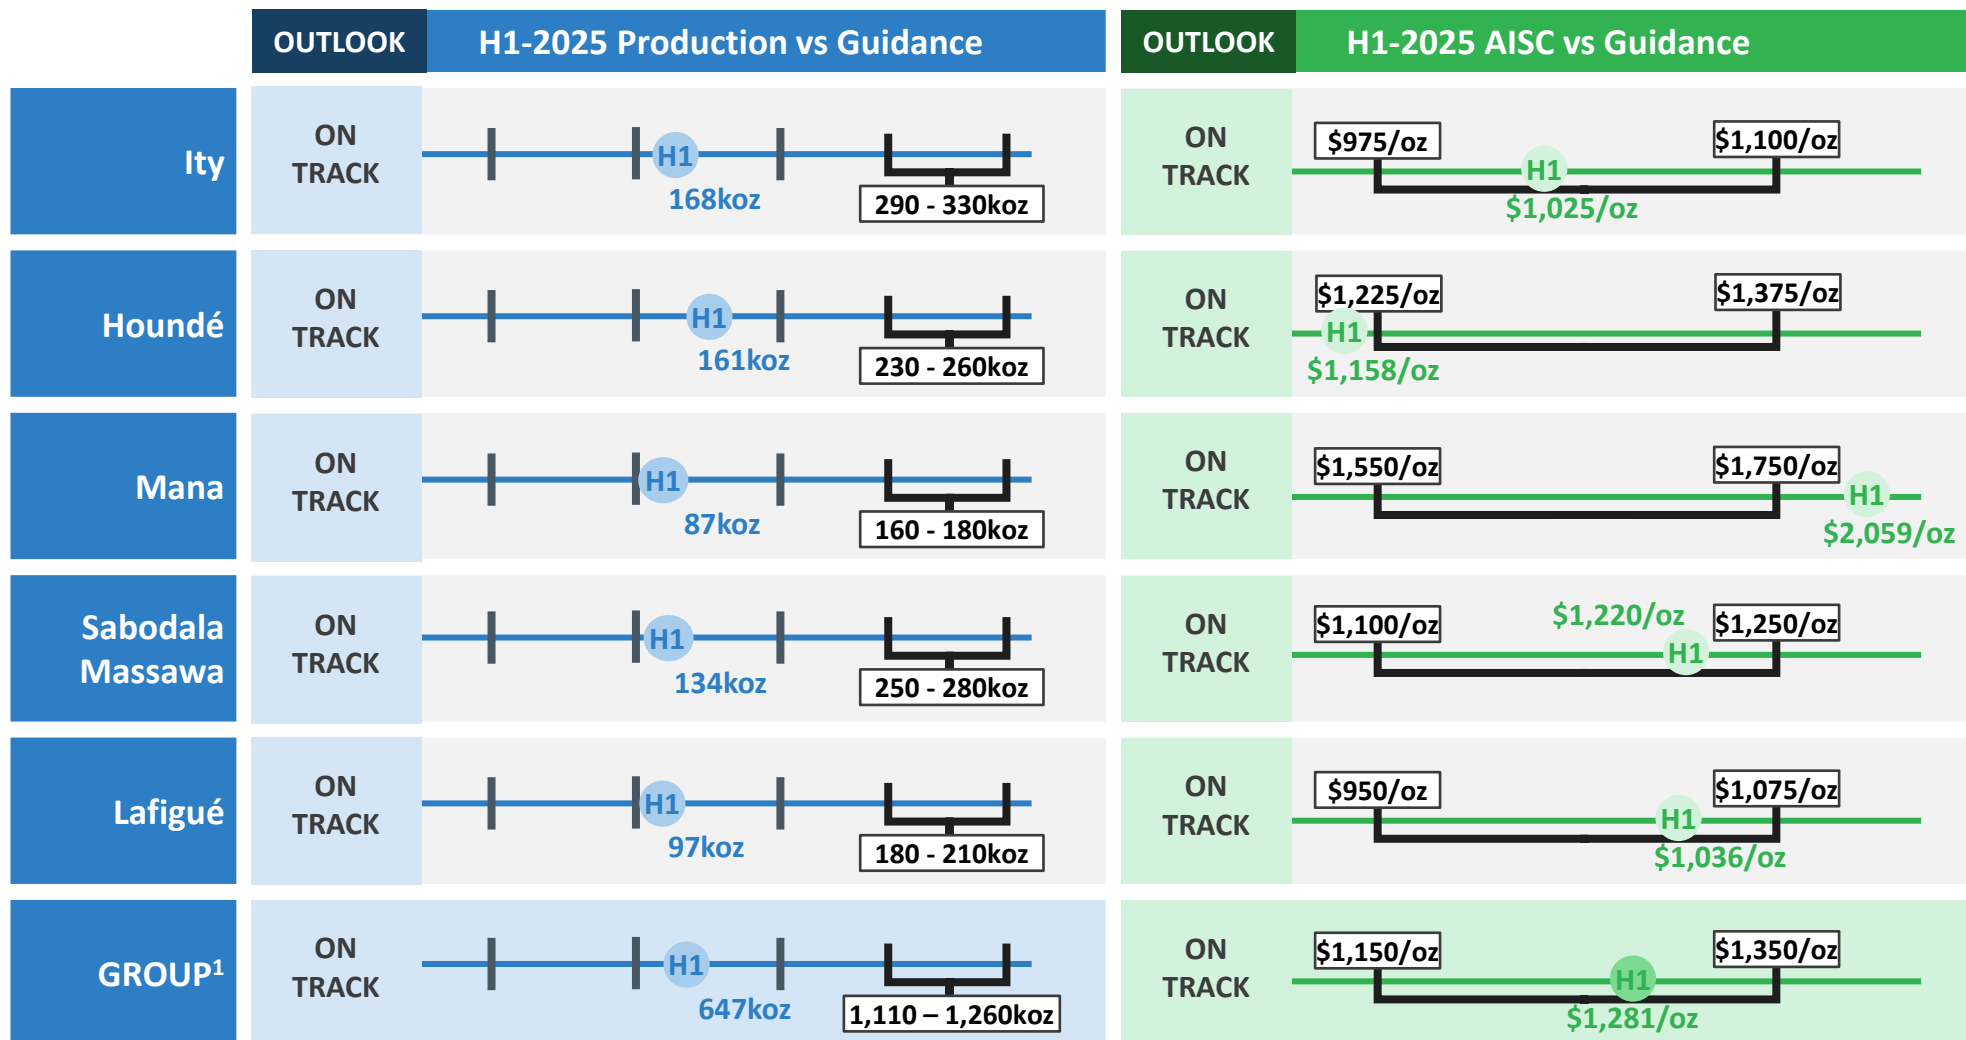 OUTLOOK H1-2025 Production vs Guidance OUTLOOK H1-2025 AISC vs Guidance
Ity
ON
TRACK
H1
168koz
290 - 330koz
ON
TRACK
$975/oz
$1,100/oz
H1
$1,025/oz
Houndé
ON
TRACK
H1
161koz
230 - 260koz
ON
TRACK
$1,225/oz
$1,375/oz
H1
$1,158/oz
Mana
ON
TRACK
H1
87koz
160 - 180koz
ON
TRACK
$1,550/oz
$1,750/oz
H1
$2,059/oz
Sabodala
Massawa
ON
TRACK
H1
134koz
250 - 280koz
ON
TRACK
$1,100/oz
$1,220/oz
$1,250/oz
H1
Lafigué
ON
TRACK
H1
97koz
180 - 210koz
ON
TRACK
$950/oz
$1,075/oz
H1
$1,036/oz
GROUP¹
ON
TRACK
H1
647koz
1,110 – 1,260koz
ON
TRACK
$1,150/oz
$1,350/oz
H1
$1,281/oz